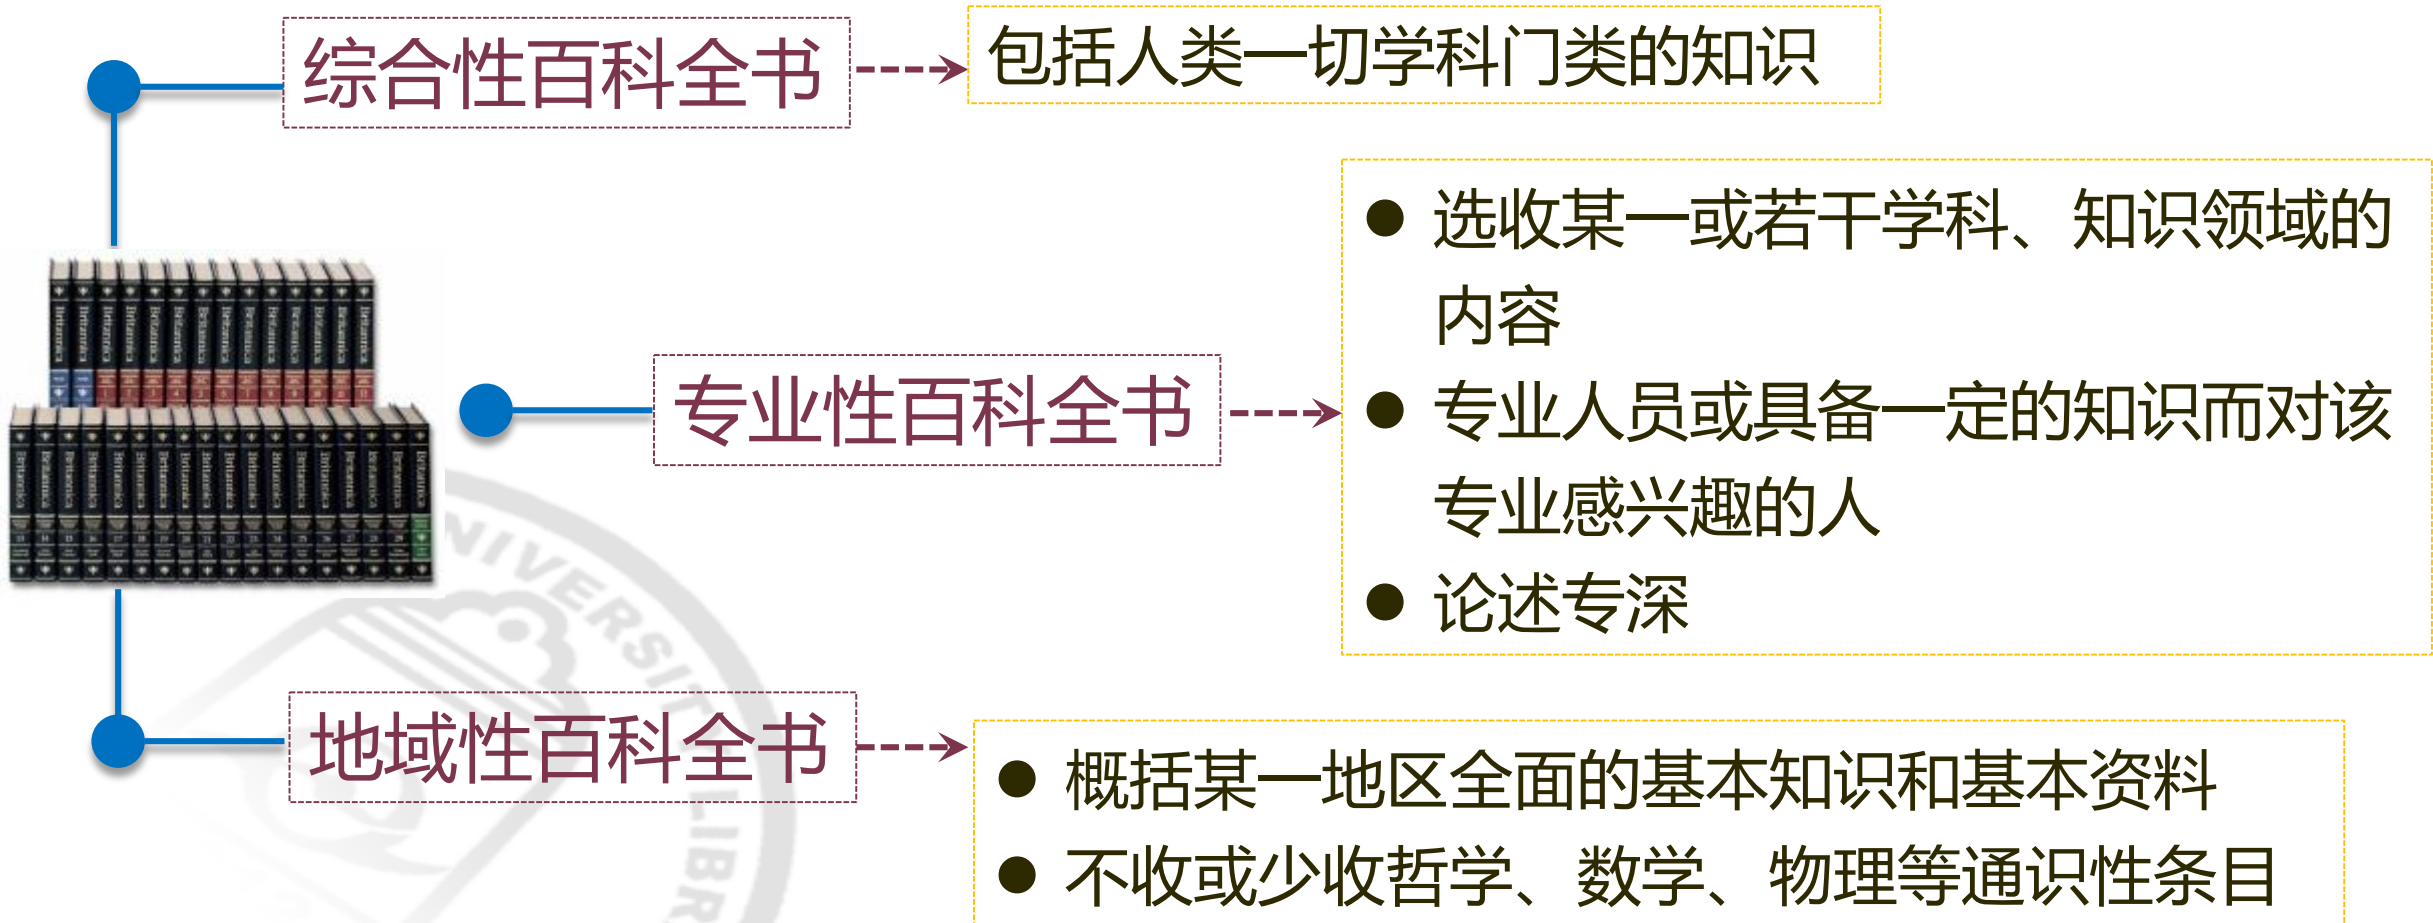 综合性百科全书
包括人类一切学科门类的知识
专业性百科全书
● 选收某一或若干学科、知识领域的
内容
● 专业人员或具备一定的知识而对该
专业感兴趣的人
● 论述专深
地域性百科全书
● 概括某一地区全面的基本知识和基本资料
● 不收或少收哲学、数学、物理等通识性条目
Britannica
NIVERSITY LIBR